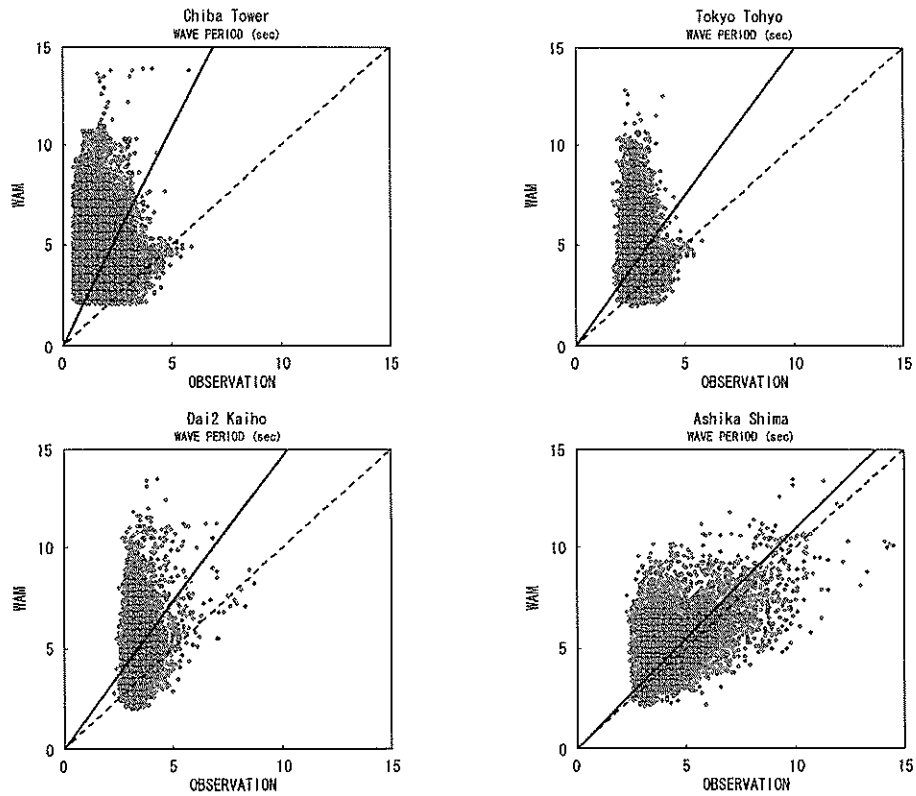 Chiba Tower
WAVE PERIOD (sec)
15
10
5
0
WAM
0 5 10 15
OBSERVATION
Tokyo Tohyo
WAVE PERIOD (sec)
15
10
5
0
WAM
0 5 10 15
OBSERVATION
Dai2 Kaiho
WAVE PERIOD (sec)
15
10
5
0
WAM
0 5 10 15
OBSERVATION
Ashika Shima
WAVE PERIOD (sec)
15
10
5
0
WAM
0 5 10 15
OBSERVATION